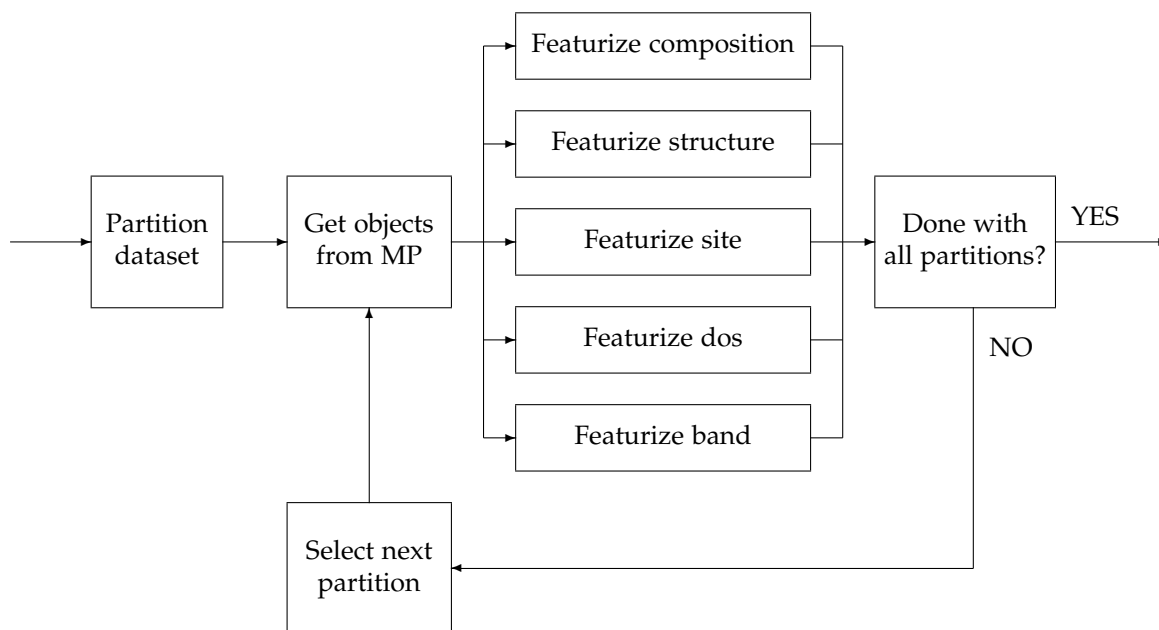 Featurize composition
Featurize structure
Partition
dataset
Get objects
from MP
Featurize site
Done with
all partitions?
YES
Featurize dos
NO
Featurize band
Select next
partition